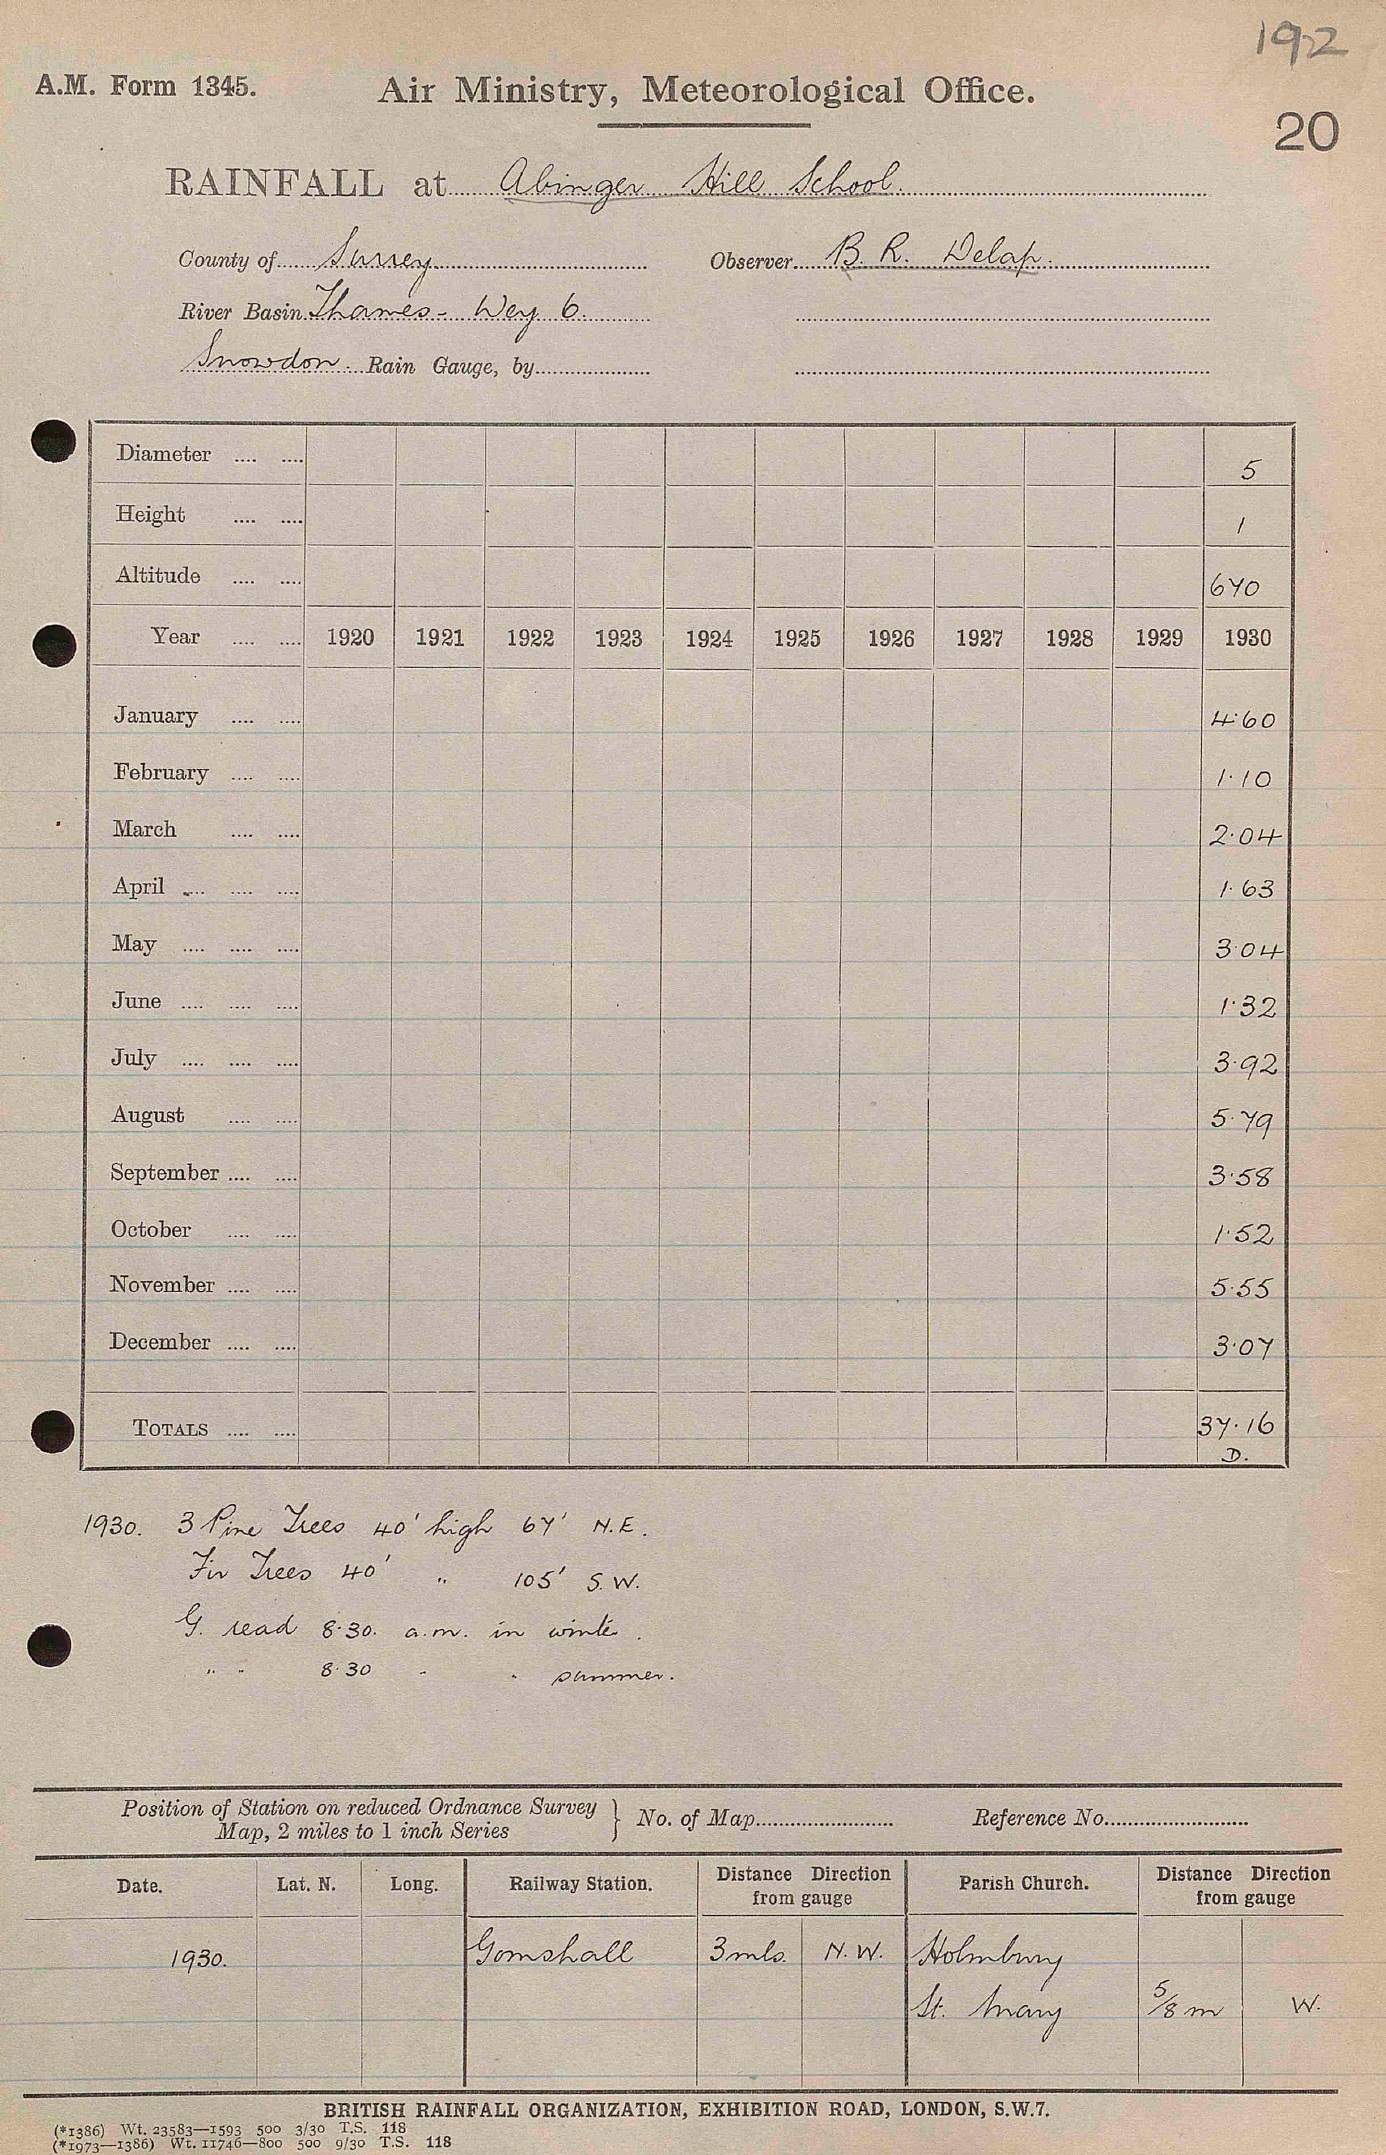 192
A.M. Form 1345. Air Ministry, Meteorological Office.
20
RAINFALL at Abinger Hill School.
County of Surrey Observer B. R. Delap.
River Basin Thames - Wey 6.
Snowdon Rain Gauge, by
Diameter .... .... 5
Height .... .... 1
Altitude .... .... 670
Year .... .... 1920 1921 1922 1923 1924 1925 1926 1927 1928 1929 1930
January .... .... 4.60
February .... .... 1.10
March .... .... 2.04
April .... .... .... 1.63
May .... .... .... 3.04
June .... .... .... 1.32
July .... .... .... 3.92
August .... .... 5.79
September .... .... 3.58
October .... .... 1.52
November .... .... 5.55
December .... .... 3.07
TOTALS .... .... 37.16
D.
1930. 3 Pine Trees 40' high 67' N.E.
Fir Trees 40' " 105' S.W.
G. read 8.30. a.m. in winter.
" " 8.30 " " summer.
Position of Station on reduced Ordnance Survey
Map, 2 miles to 1 inch Series } No. of Map Reference No.
Date. Lat. N. Long. Railway Station. Distance Direction from gauge Parish Church. Distance Direction from gauge
1930. Gomshall 3 mls. N.W. Holmbury
St. Mary 5/8 m W.
BRITISH RAINFALL ORGANIZATION, EXHIBITION ROAD, LONDON, S.W.7.
(*1386) Wt. 23583—1593 500 3/30 T.S. 118
(*1973—1386) Wt. 11746—800 500 9/30 T.S. 118